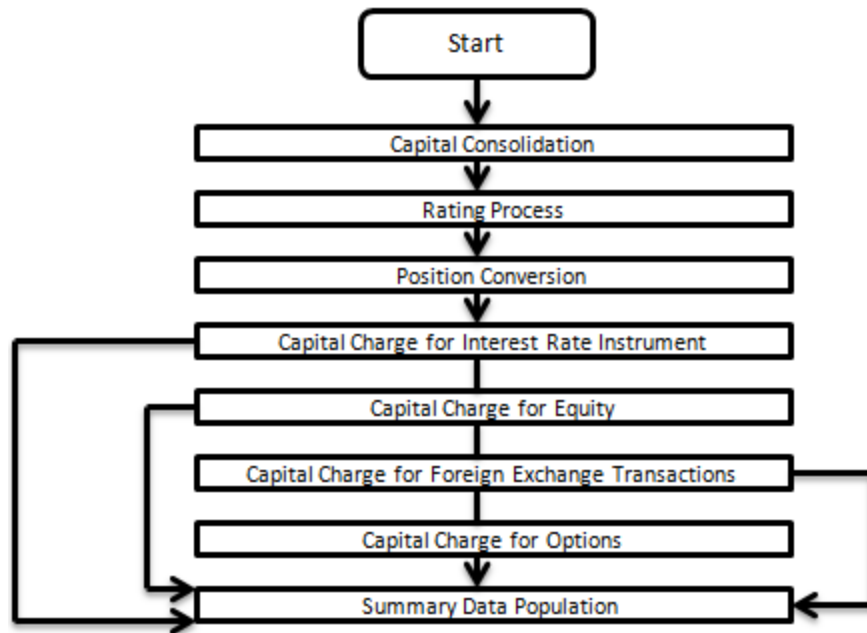 Start
Capital Consolidation
Rating Process
Position Conversion
Capital Charge for Interest Rate Instrument
Capital Charge for Equity
Capital Charge for Foreign Exchange Transactions
Capital Charge for Options
Summary Data Population